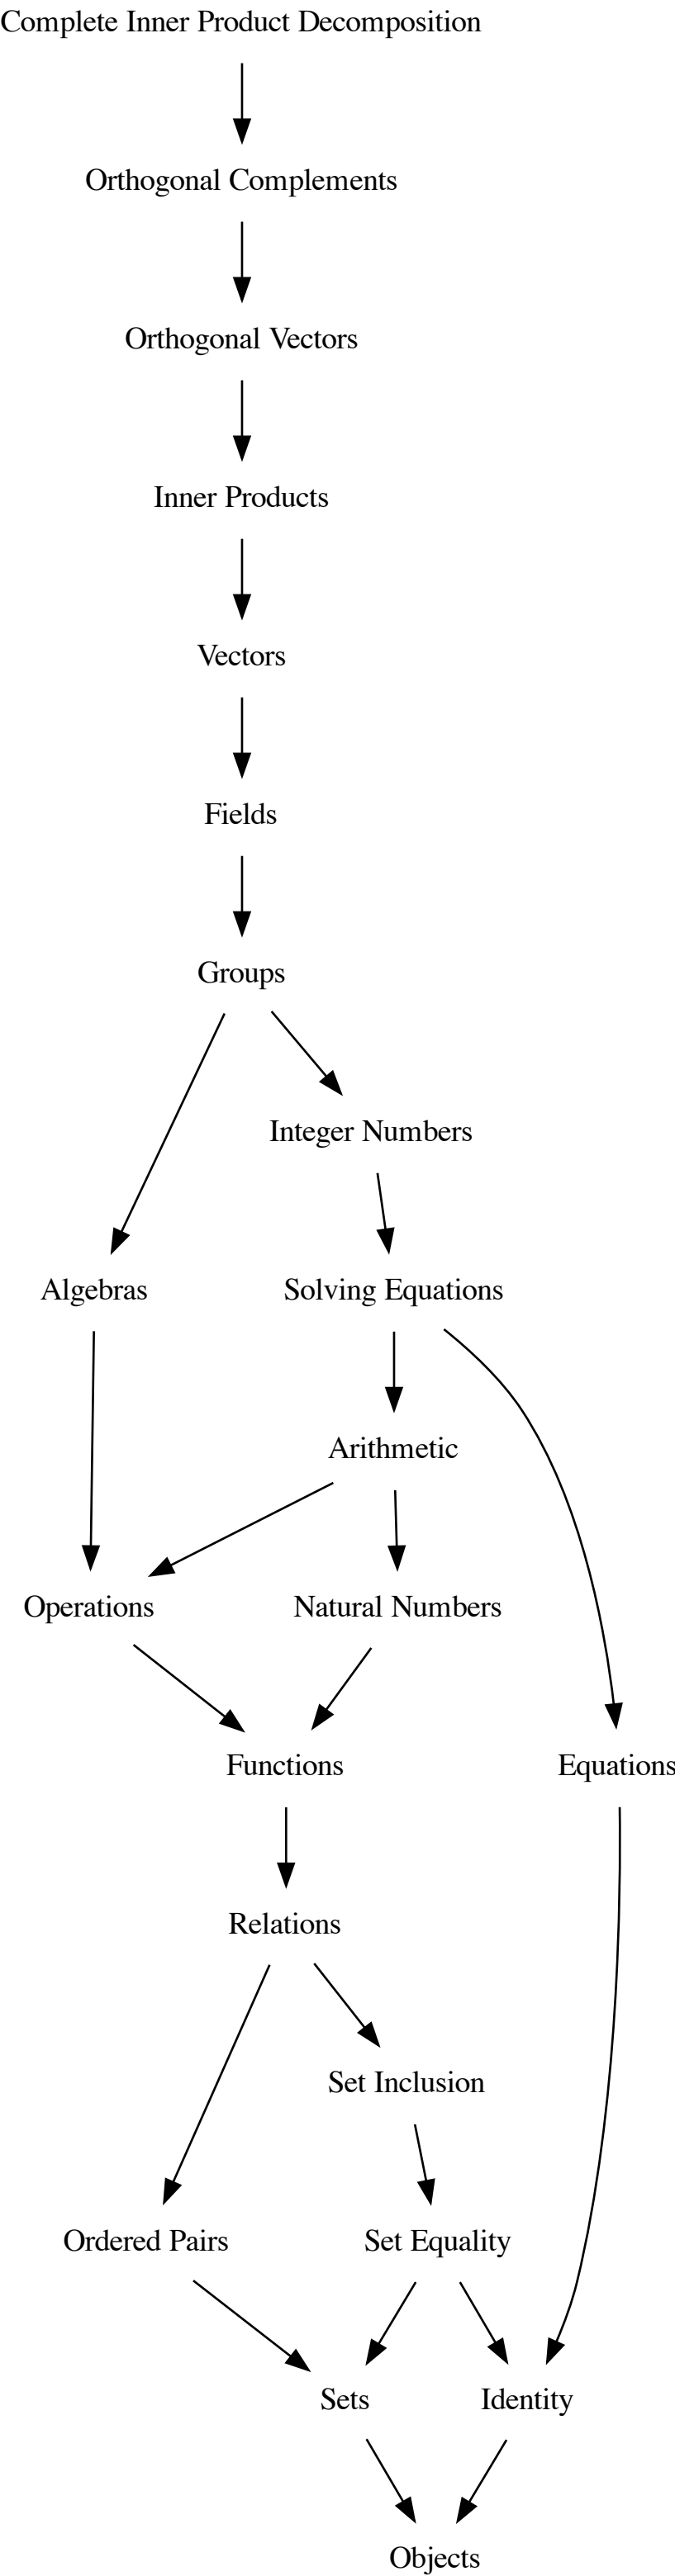 Complete Inner Product Decomposition
Orthogonal Complements
Orthogonal Vectors
Inner Products
Vectors
Fields
Groups
Integer Numbers
Algebras
Solving Equations
Arithmetic
Operations
Natural Numbers
Functions
Equations
Relations
Set Inclusion
Ordered Pairs
Set Equality
Sets
Identity
Objects